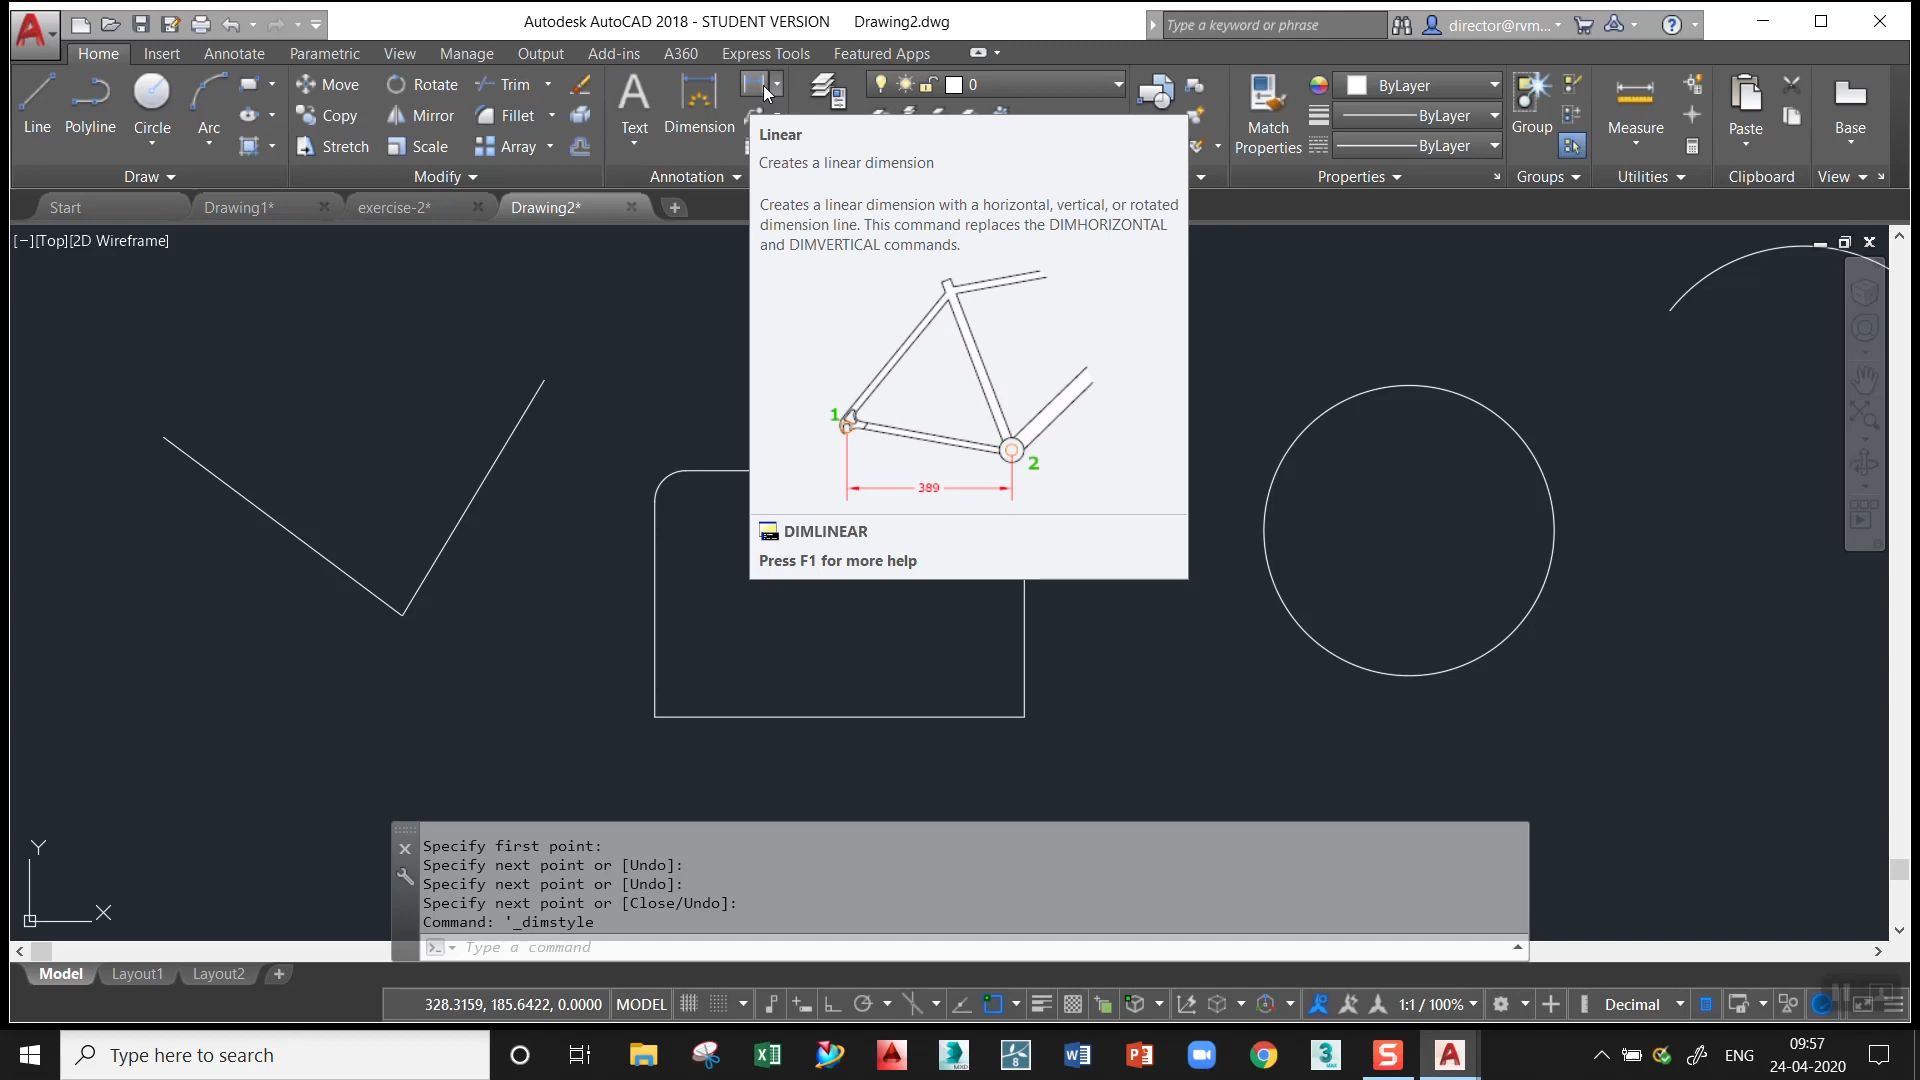 Autodesk AutoCAD 2018 - STUDENT VERSION Drawing2.dwg
Type a keyword or phrase
director@rvm...
Home Insert Annotate Parametric View Manage Output Add-ins A360 Express Tools Featured Apps
Line Polyline Circle Arc
Move Rotate Trim
Copy Mirror Fillet
Stretch Scale Array
Text Dimension
0
Match Properties
ByLayer
ByLayer
ByLayer
Group Measure Paste Base
Draw Modify Annotation Properties Groups Utilities Clipboard View
Start Drawing1* exercise-2* Drawing2*
[−][Top][2D Wireframe]
Linear
Creates a linear dimension
Creates a linear dimension with a horizontal, vertical, or rotated
dimension line. This command replaces the DIMHORIZONTAL
and DIMVERTICAL commands.
1
2
389
DIMLINEAR
Press F1 for more help
Y
X
Specify first point:
Specify next point or [Undo]:
Specify next point or [Undo]:
Specify next point or [Close/Undo]:
Command: '_dimstyle
Type a command
Model Layout1 Layout2
328.3159, 185.6422, 0.0000 MODEL 1:1 / 100% Decimal
Type here to search
ENG
09:57
24-04-2020